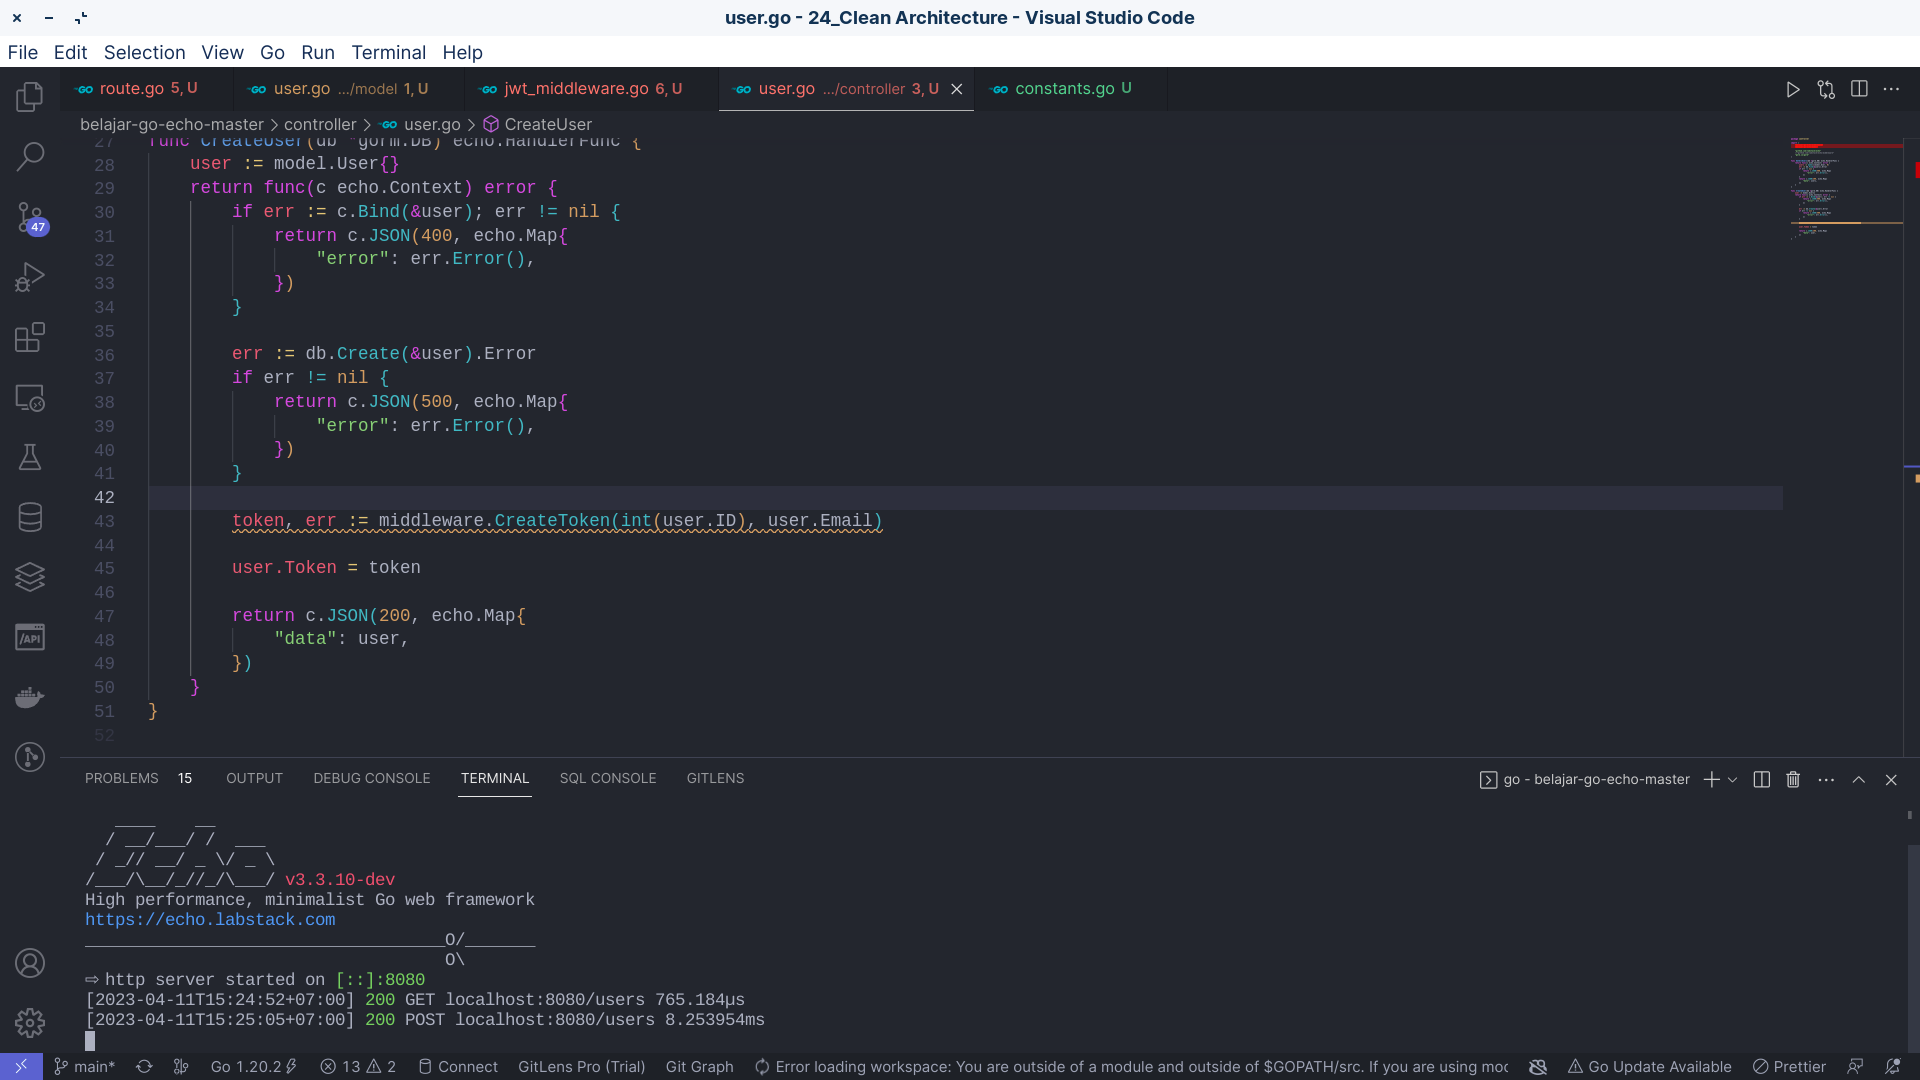 user.go - 24_Clean Architecture - Visual Studio Code
File Edit Selection View Go Run Terminal Help
route.go 5, U user.go .../model 1, U jwt_middleware.go 6, U user.go .../controller 3, U constants.go U
belajar-go-echo-master > controller > user.go > CreateUser
27 func CreateUser(db *gorm.DB) echo.HandlerFunc {
28 user := model.User{}
29 return func(c echo.Context) error {
30 if err := c.Bind(&user); err != nil {
31 return c.JSON(400, echo.Map{
32 "error": err.Error(),
33 })
34 }
35
36 err := db.Create(&user).Error
37 if err != nil {
38 return c.JSON(500, echo.Map{
39 "error": err.Error(),
40 })
41 }
42
43 token, err := middleware.CreateToken(int(user.ID), user.Email)
44
45 user.Token = token
46
47 return c.JSON(200, echo.Map{
48 "data": user,
49 })
50 }
51 }
52
47
/API
PROBLEMS 15 OUTPUT DEBUG CONSOLE TERMINAL SQL CONSOLE GITLENS
go - belajar-go-echo-master
   ____    __
  / __/___/ /  ___
 / _// __/ _ \/ _ \
/___/\__/_//_/\___/ v3.3.10-dev
High performance, minimalist Go web framework
https://echo.labstack.com
____________________________________O/_______
                                    O\
⇨ http server started on [::]:8080
[2023-04-11T15:24:52+07:00] 200 GET localhost:8080/users 765.184µs
[2023-04-11T15:25:05+07:00] 200 POST localhost:8080/users 8.253954ms
main* Go 1.20.2 13 2 Connect GitLens Pro (Trial) Git Graph Error loading workspace: You are outside of a module and outside of $GOPATH/src. If you are using mod Go Update Available Prettier